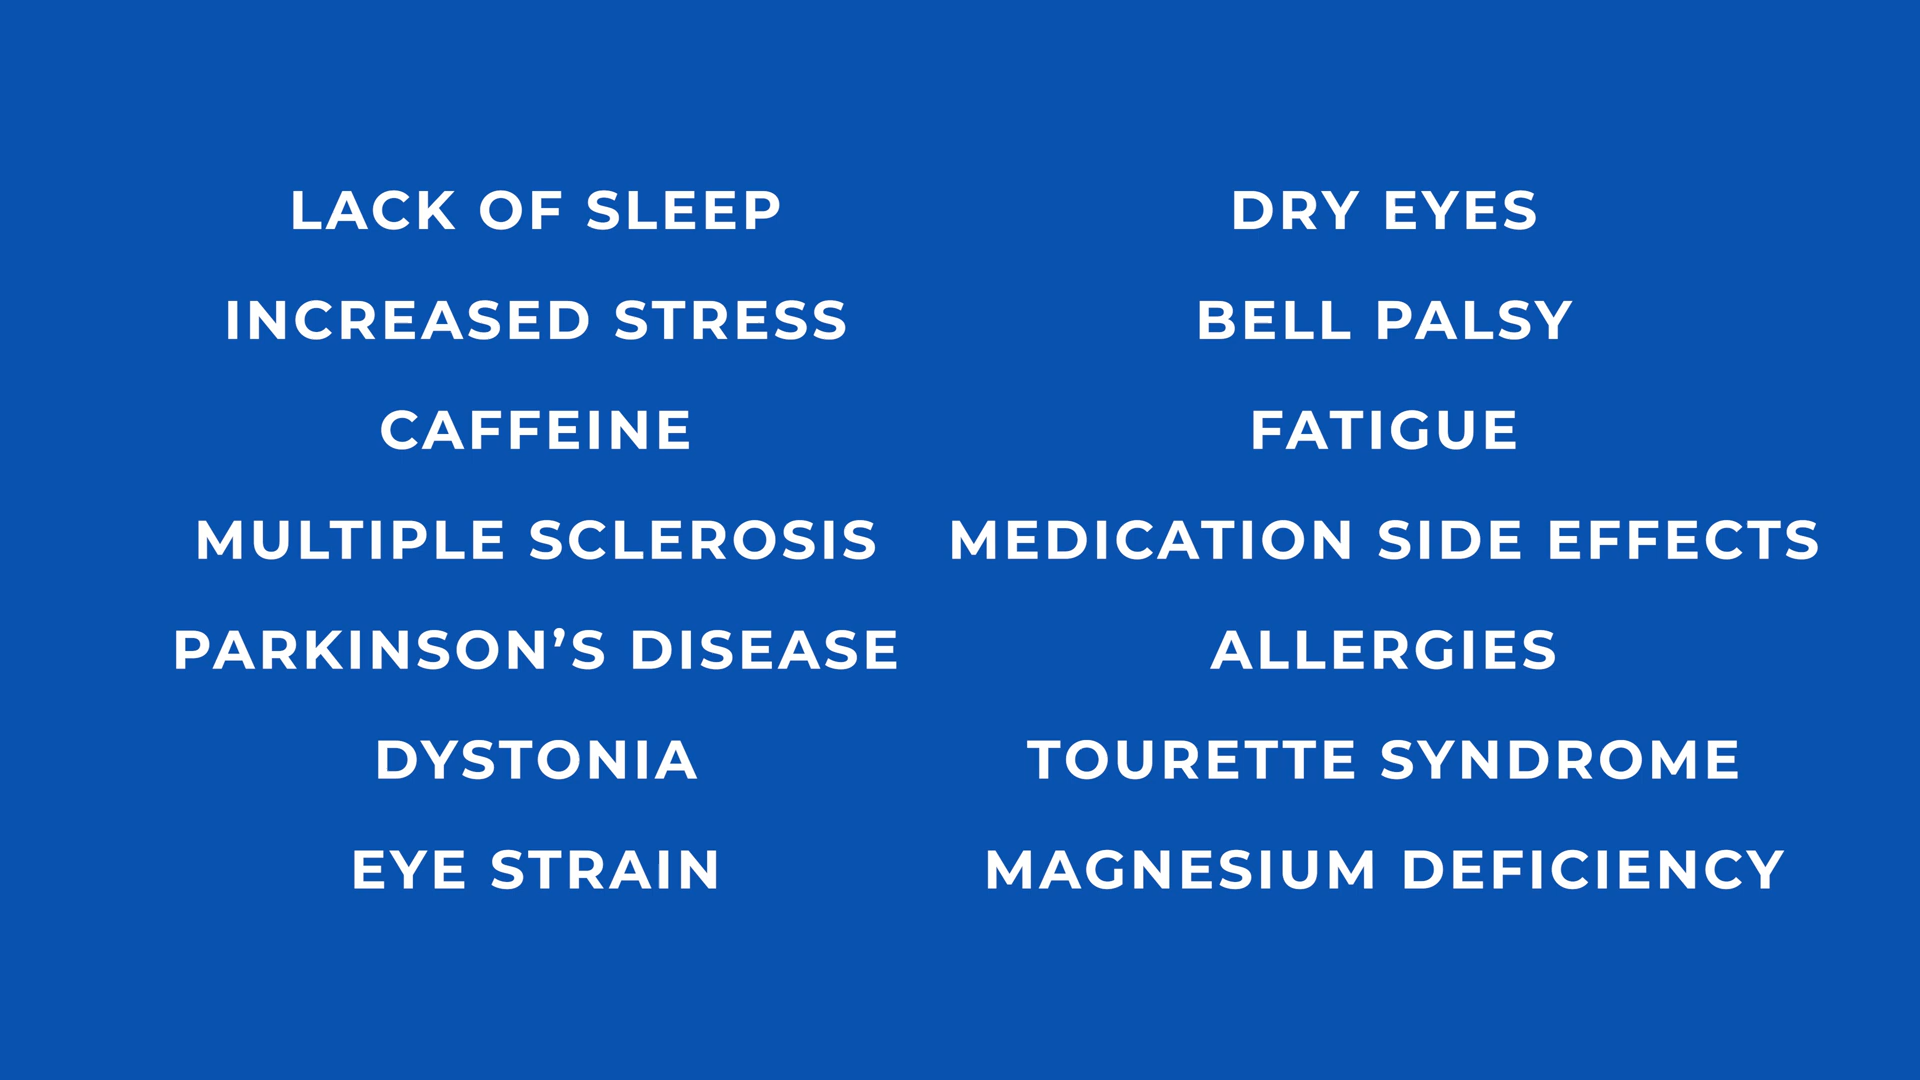 LACK OF SLEEP
INCREASED STRESS
CAFFEINE
MULTIPLE SCLEROSIS
PARKINSON’S DISEASE
DYSTONIA
EYE STRAIN
DRY EYES
BELL PALSY
FATIGUE
MEDICATION SIDE EFFECTS
ALLERGIES
TOURETTE SYNDROME
MAGNESIUM DEFICIENCY